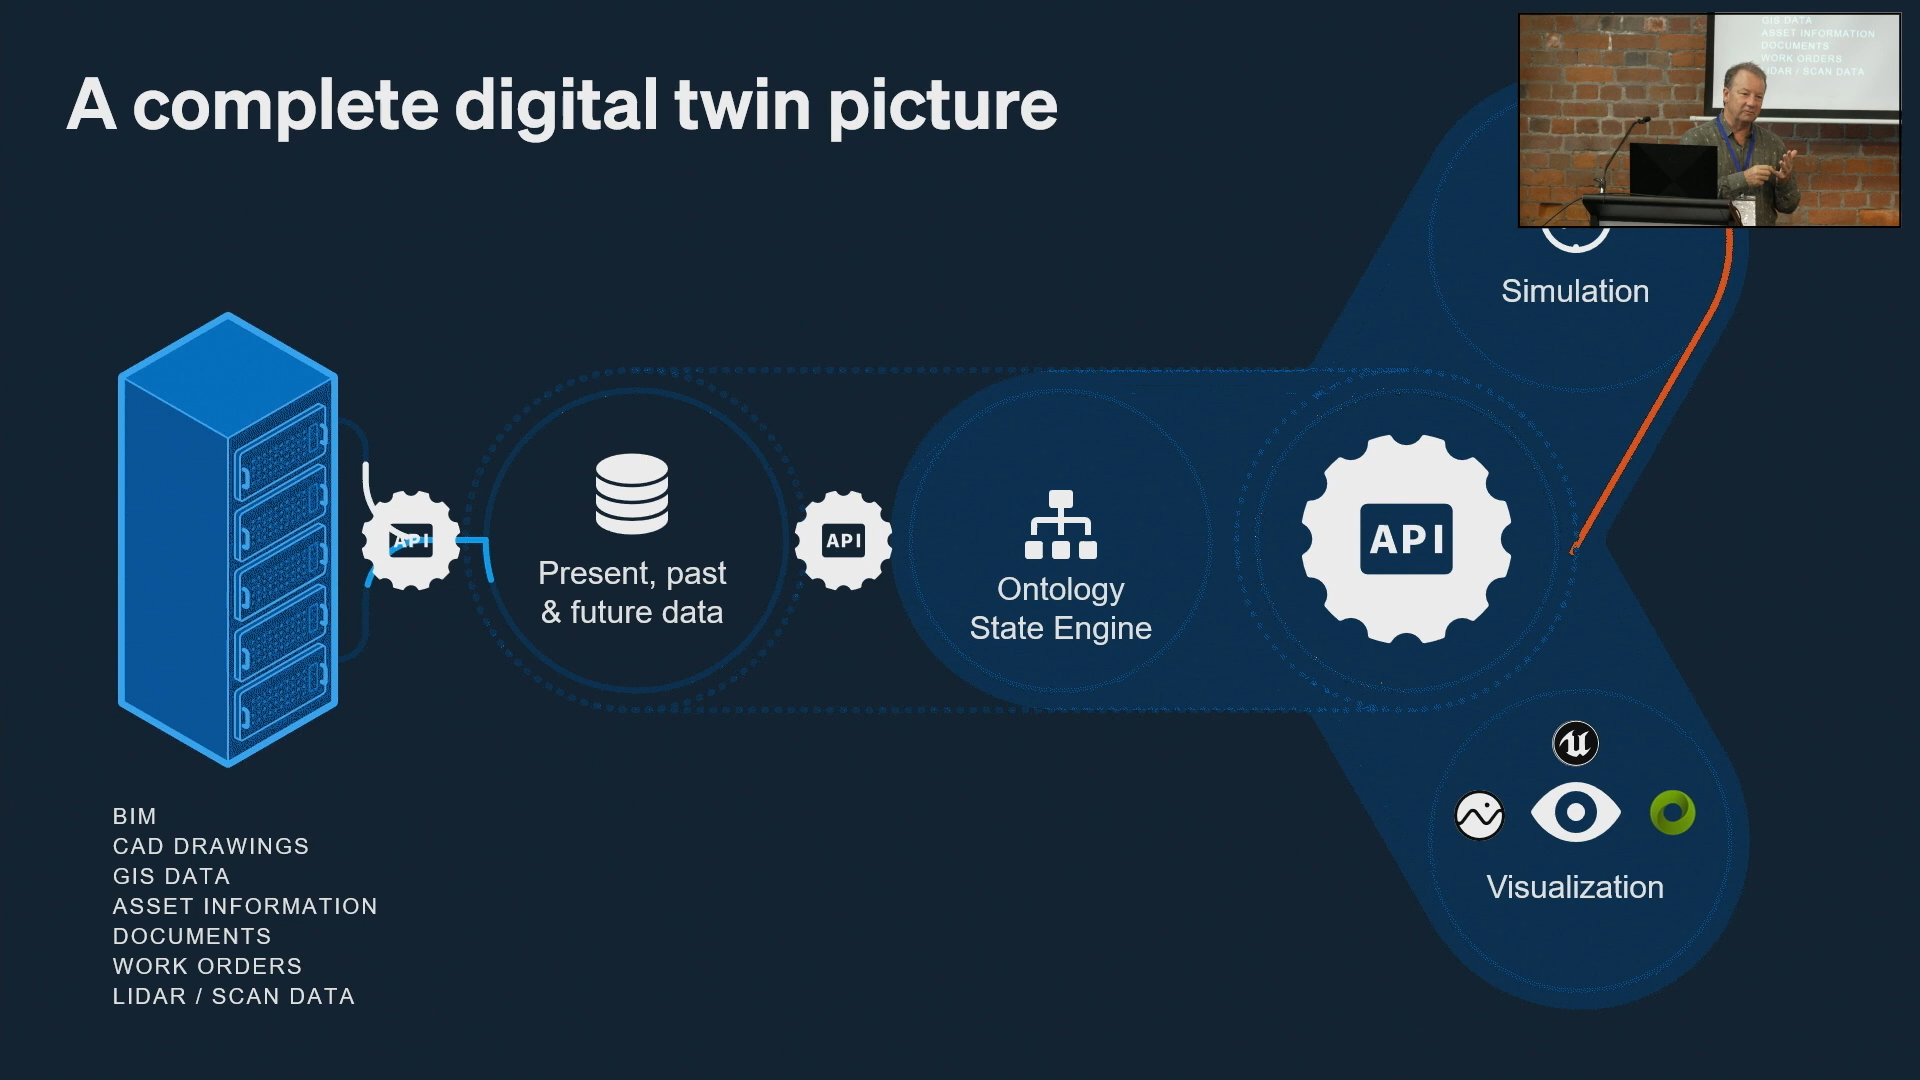 A complete digital twin picture
GIS DATA
ASSET INFORMATION
DOCUMENTS
WORK ORDERS
LIDAR / SCAN DATA
Simulation
API
Present, past
& future data
API
Ontology
State Engine
API
Visualization
BIM
CAD DRAWINGS
GIS DATA
ASSET INFORMATION
DOCUMENTS
WORK ORDERS
LIDAR / SCAN DATA